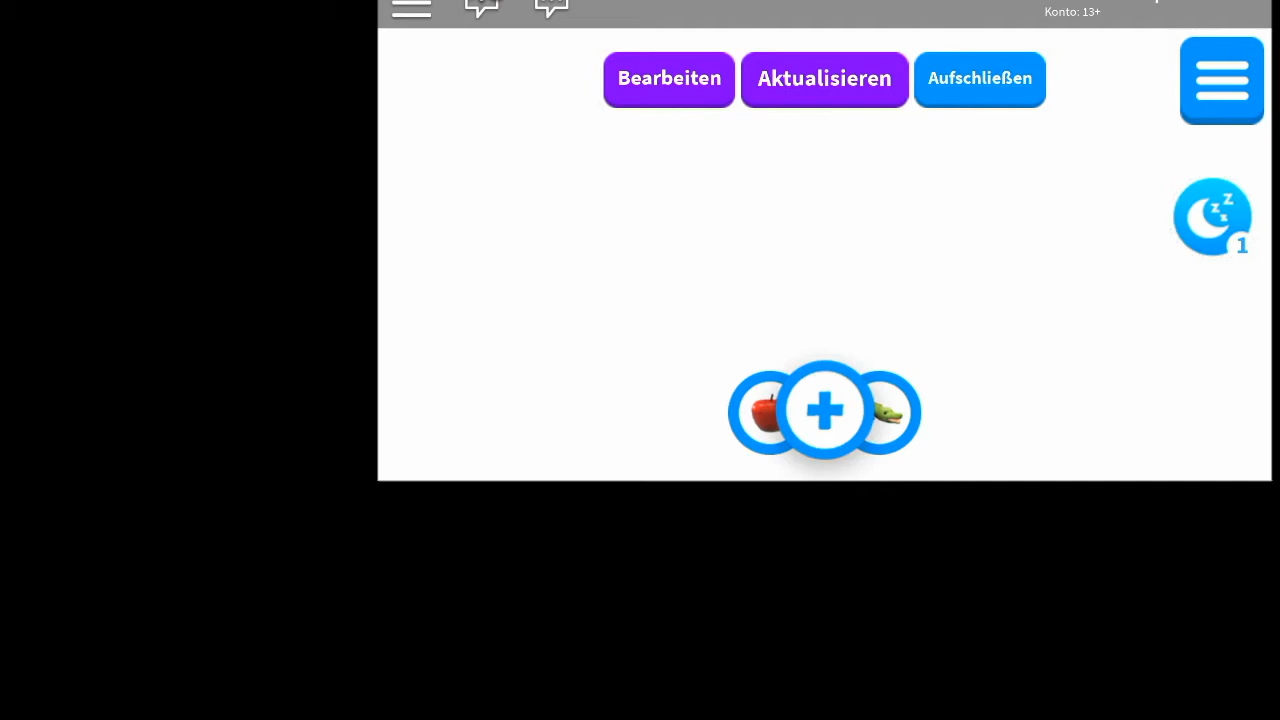 Konto: 13+
Bearbeiten Aktualisieren Aufschließen
z z z
1